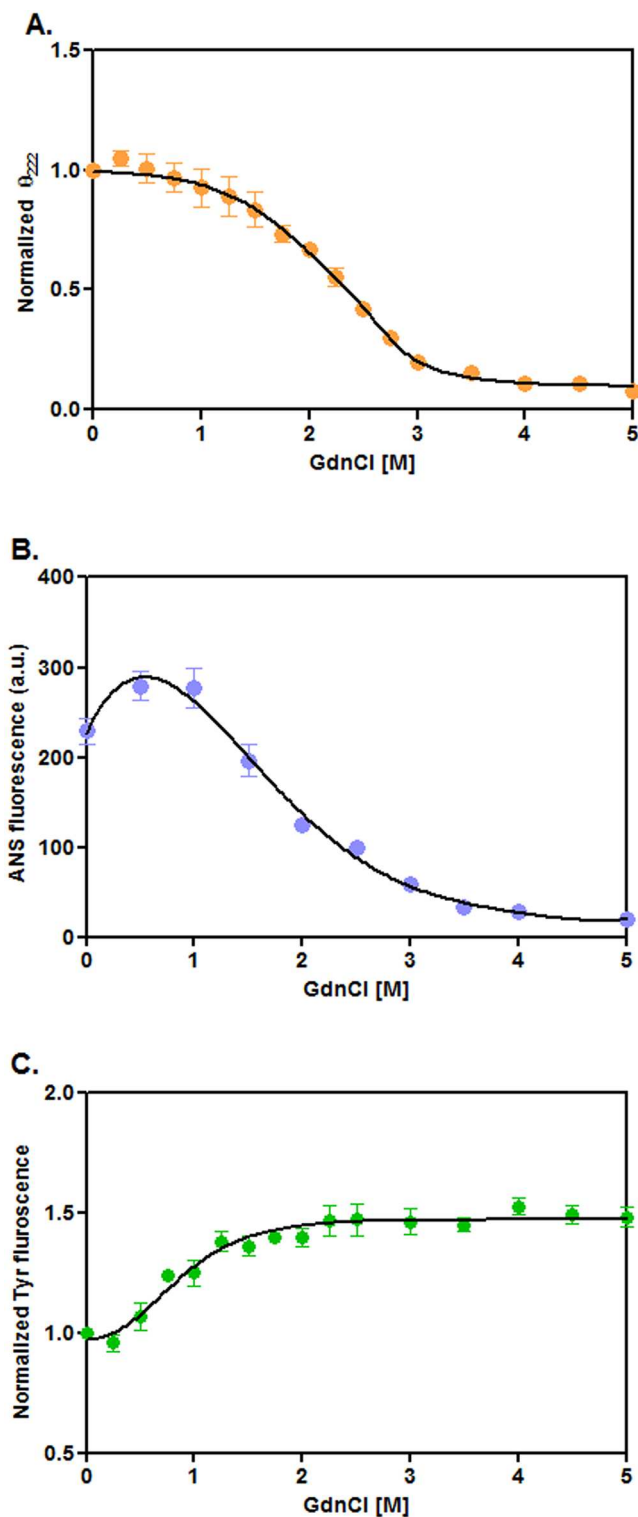 A.
1.5
1.0
0.5
0.0
Normalized θ222
0 1 2 3 4 5
GdnCl [M]
B.
400
300
200
100
0
ANS fluorescence (a.u.)
0 1 2 3 4 5
GdnCl [M]
C.
2.0
1.5
1.0
0.5
Normalized Tyr fluroscence
0 1 2 3 4 5
GdnCl [M]